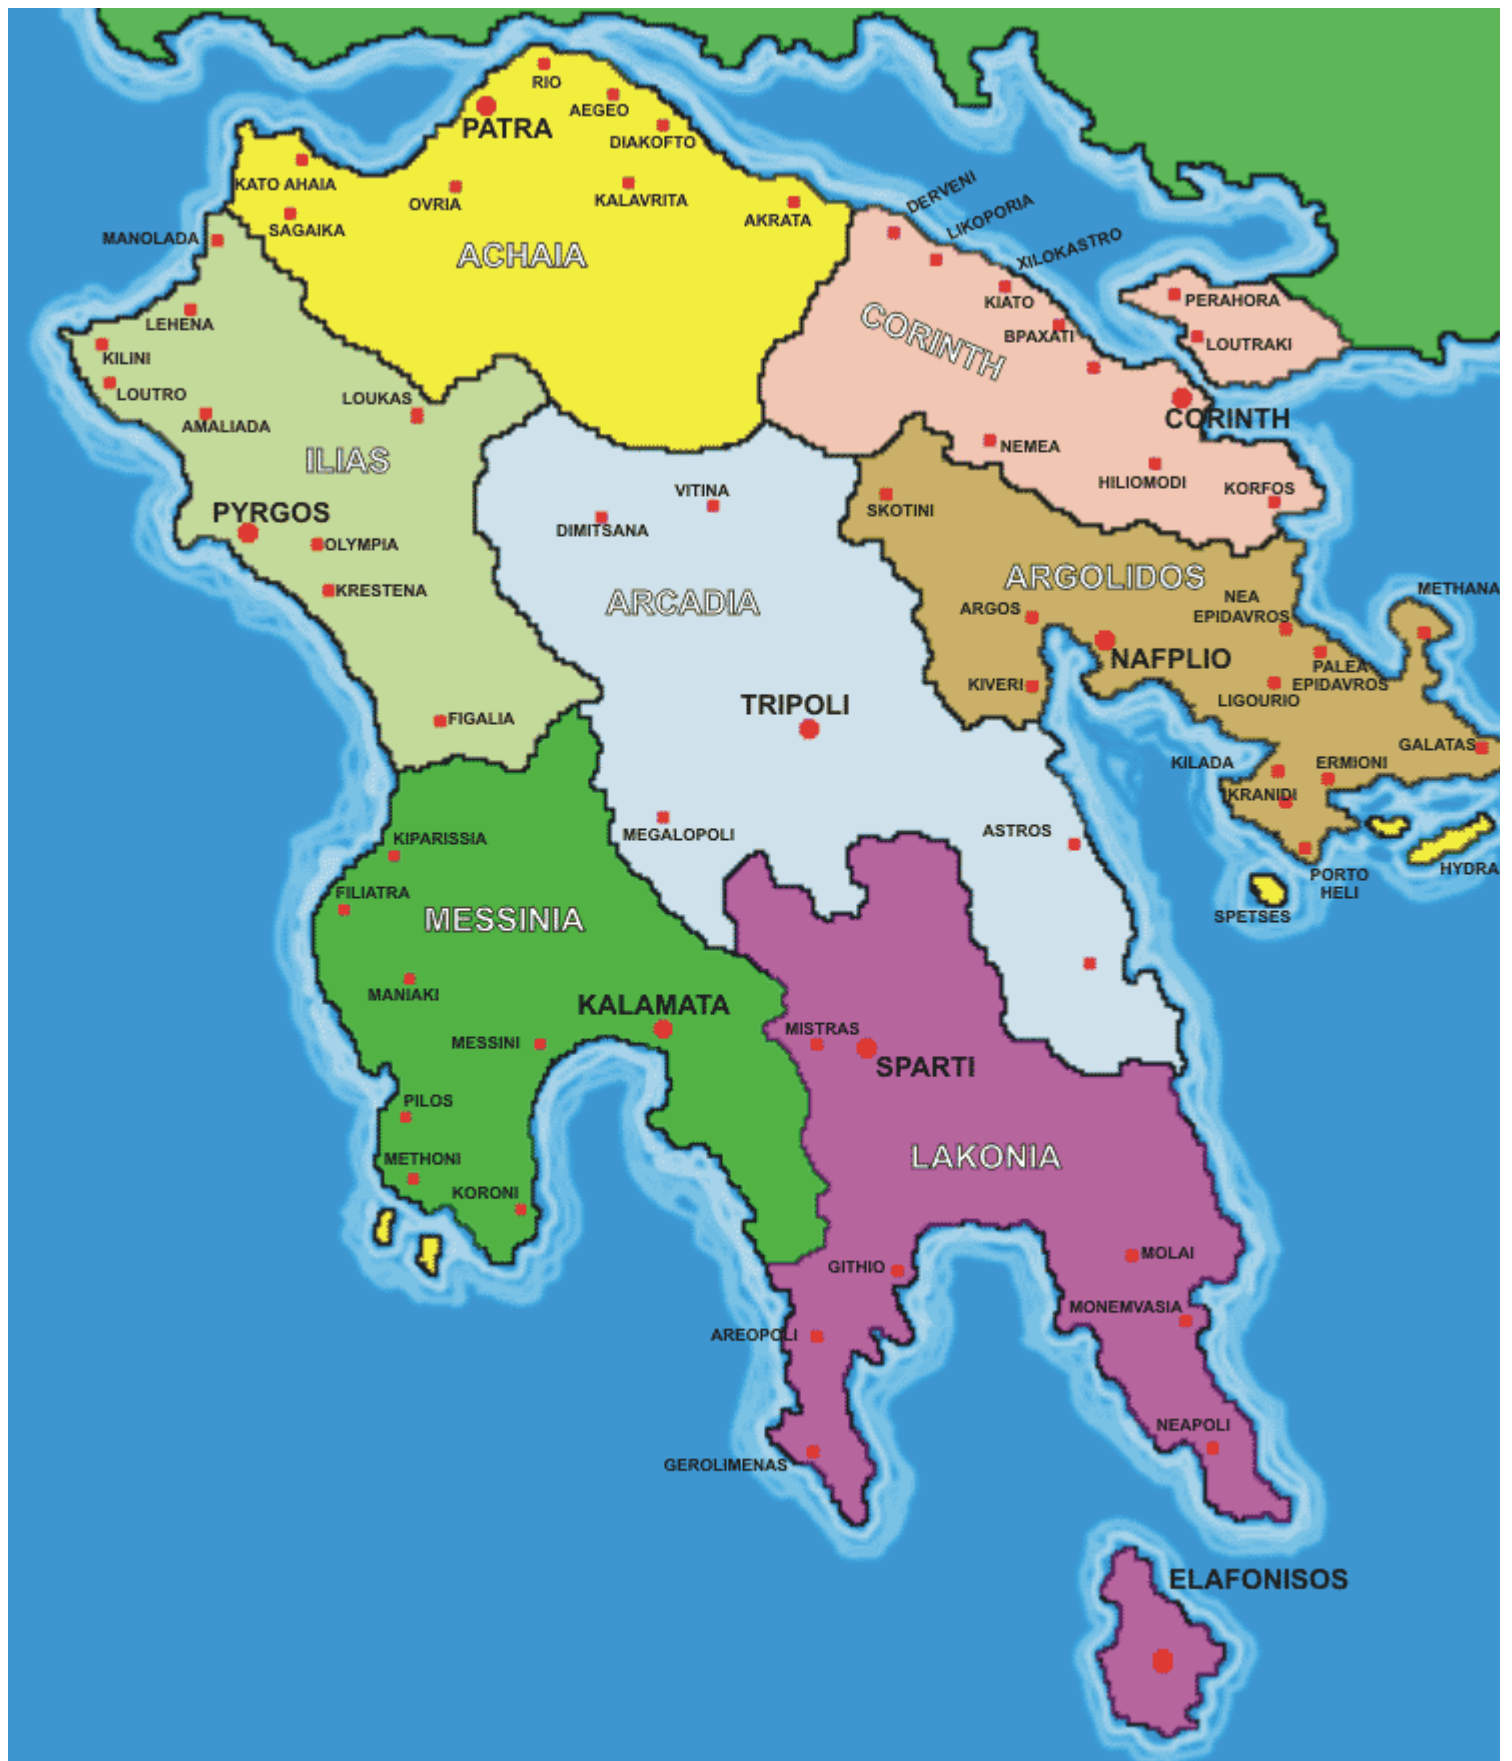 RIO
AEGEO
PATRA
DIAKOFTO
KATO AHAIA
OVRIA
KALAVRITA
DERVENI
LIKOPORIA
AKRATA
SAGAIKA
MANOLADA
ACHAIA
XILOKASTRO
KIATO
PERAHORA
LEHENA
CORINTH
BPAXATI
LOUTRAKI
KILINI
LOUTRO
LOUKAS
AMALIADA
CORINTH
NEMEA
ILIAS
HILIOMODI
KORFOS
VITINA
SKOTINI
PYRGOS
DIMITSANA
OLYMPIA
ARGOLIDOS
KRESTENA
METHANA
ARCADIA
NEA
EPIDAVROS
ARGOS
NAFPLIO
PALEA
EPIDAVROS
KIVERI
LIGOURIO
TRIPOLI
FIGALIA
GALATAS
KILADA
ERMIONI
KRANIDI
MEGALOPOLI
ASTROS
KIPARISSIA
HYDRA
PORTO
HELI
FILIATRA
SPETSES
MESSINIA
MANIAKI
KALAMATA
MISTRAS
MESSINI
SPARTI
PILOS
LAKONIA
METHONI
KORONI
MOLAI
GITHIO
MONEMVASIA
AREOPOLI
NEAPOLI
GEROLIMENAS
ELAFONISOS